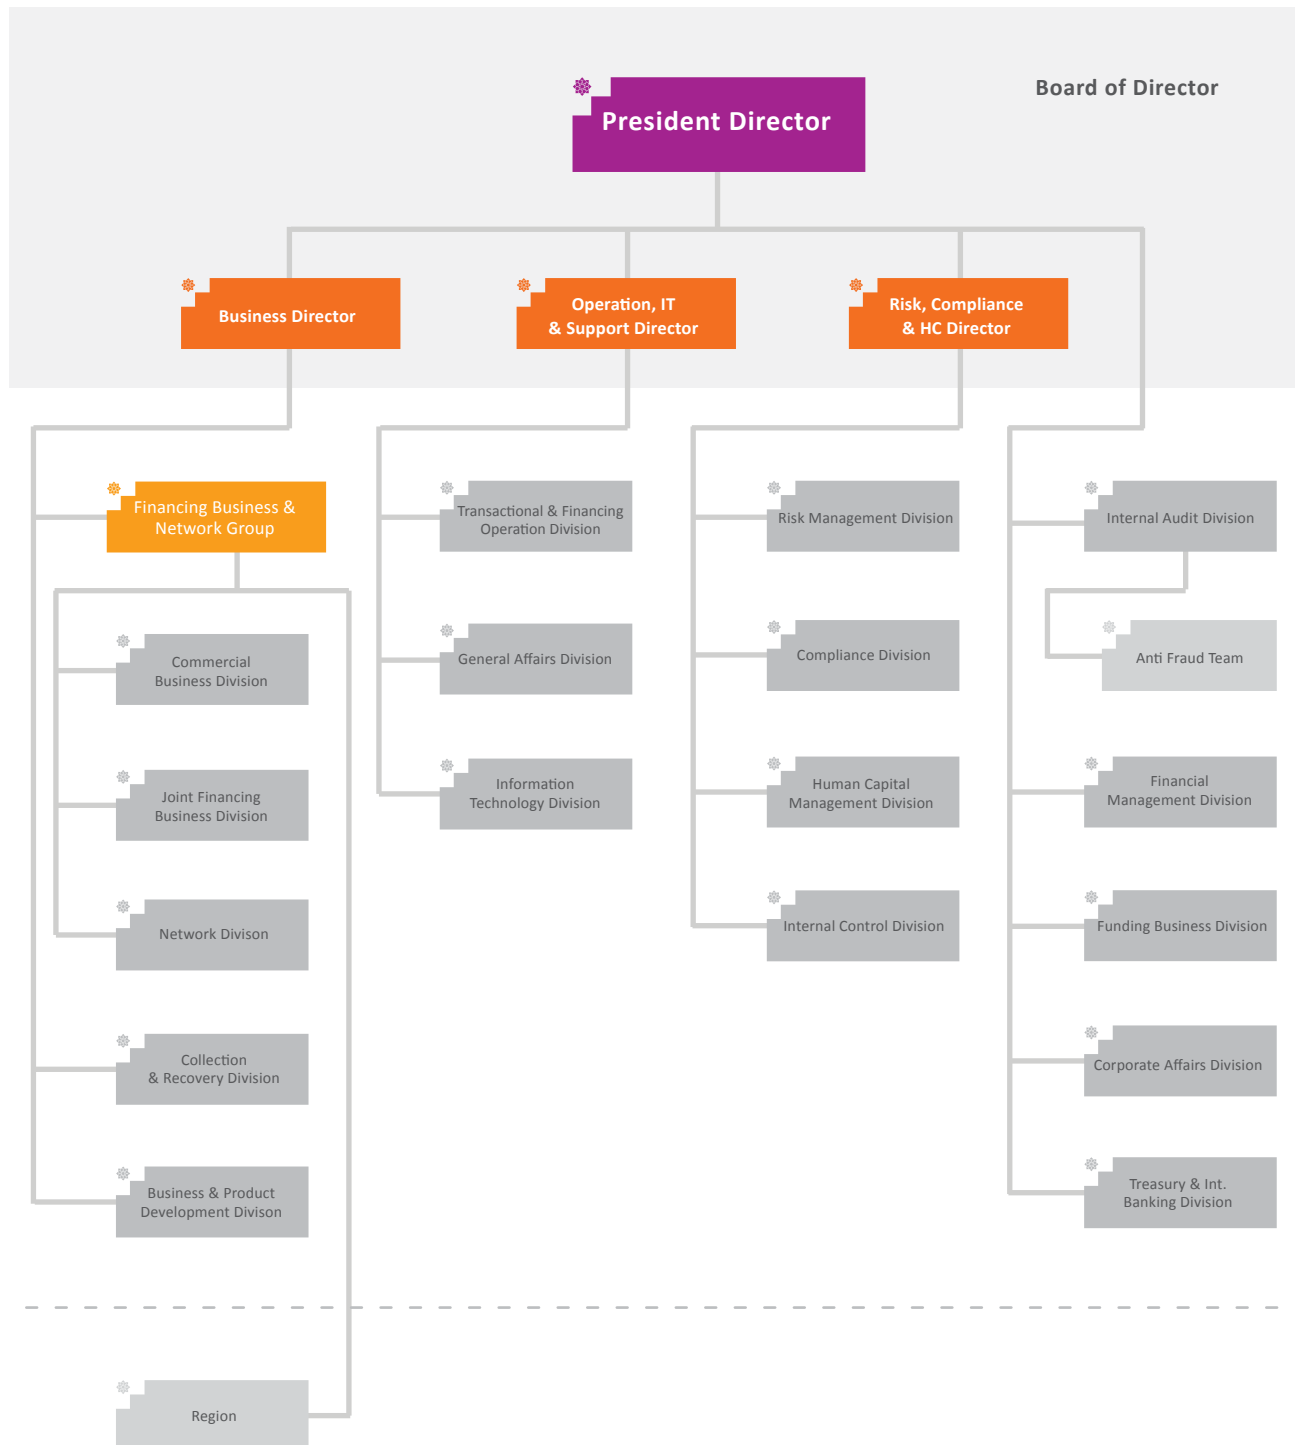 Board of Director
President Director
Business Director
Operation, IT
& Support Director
Risk, Compliance
& HC Director
Financing Business &
Network Group
Commercial
Business Division
Joint Financing
Business Division
Network Divison
Collection
& Recovery Division
Business & Product
Development Divison
Region
Transactional & Financing
Operation Division
General Affairs Division
Information
Technology Division
Risk Management Division
Compliance Division
Human Capital
Management Division
Internal Control Division
Internal Audit Division
Anti Fraud Team
Financial
Management Division
Funding Business Division
Corporate Affairs Division
Treasury & Int.
Banking Division